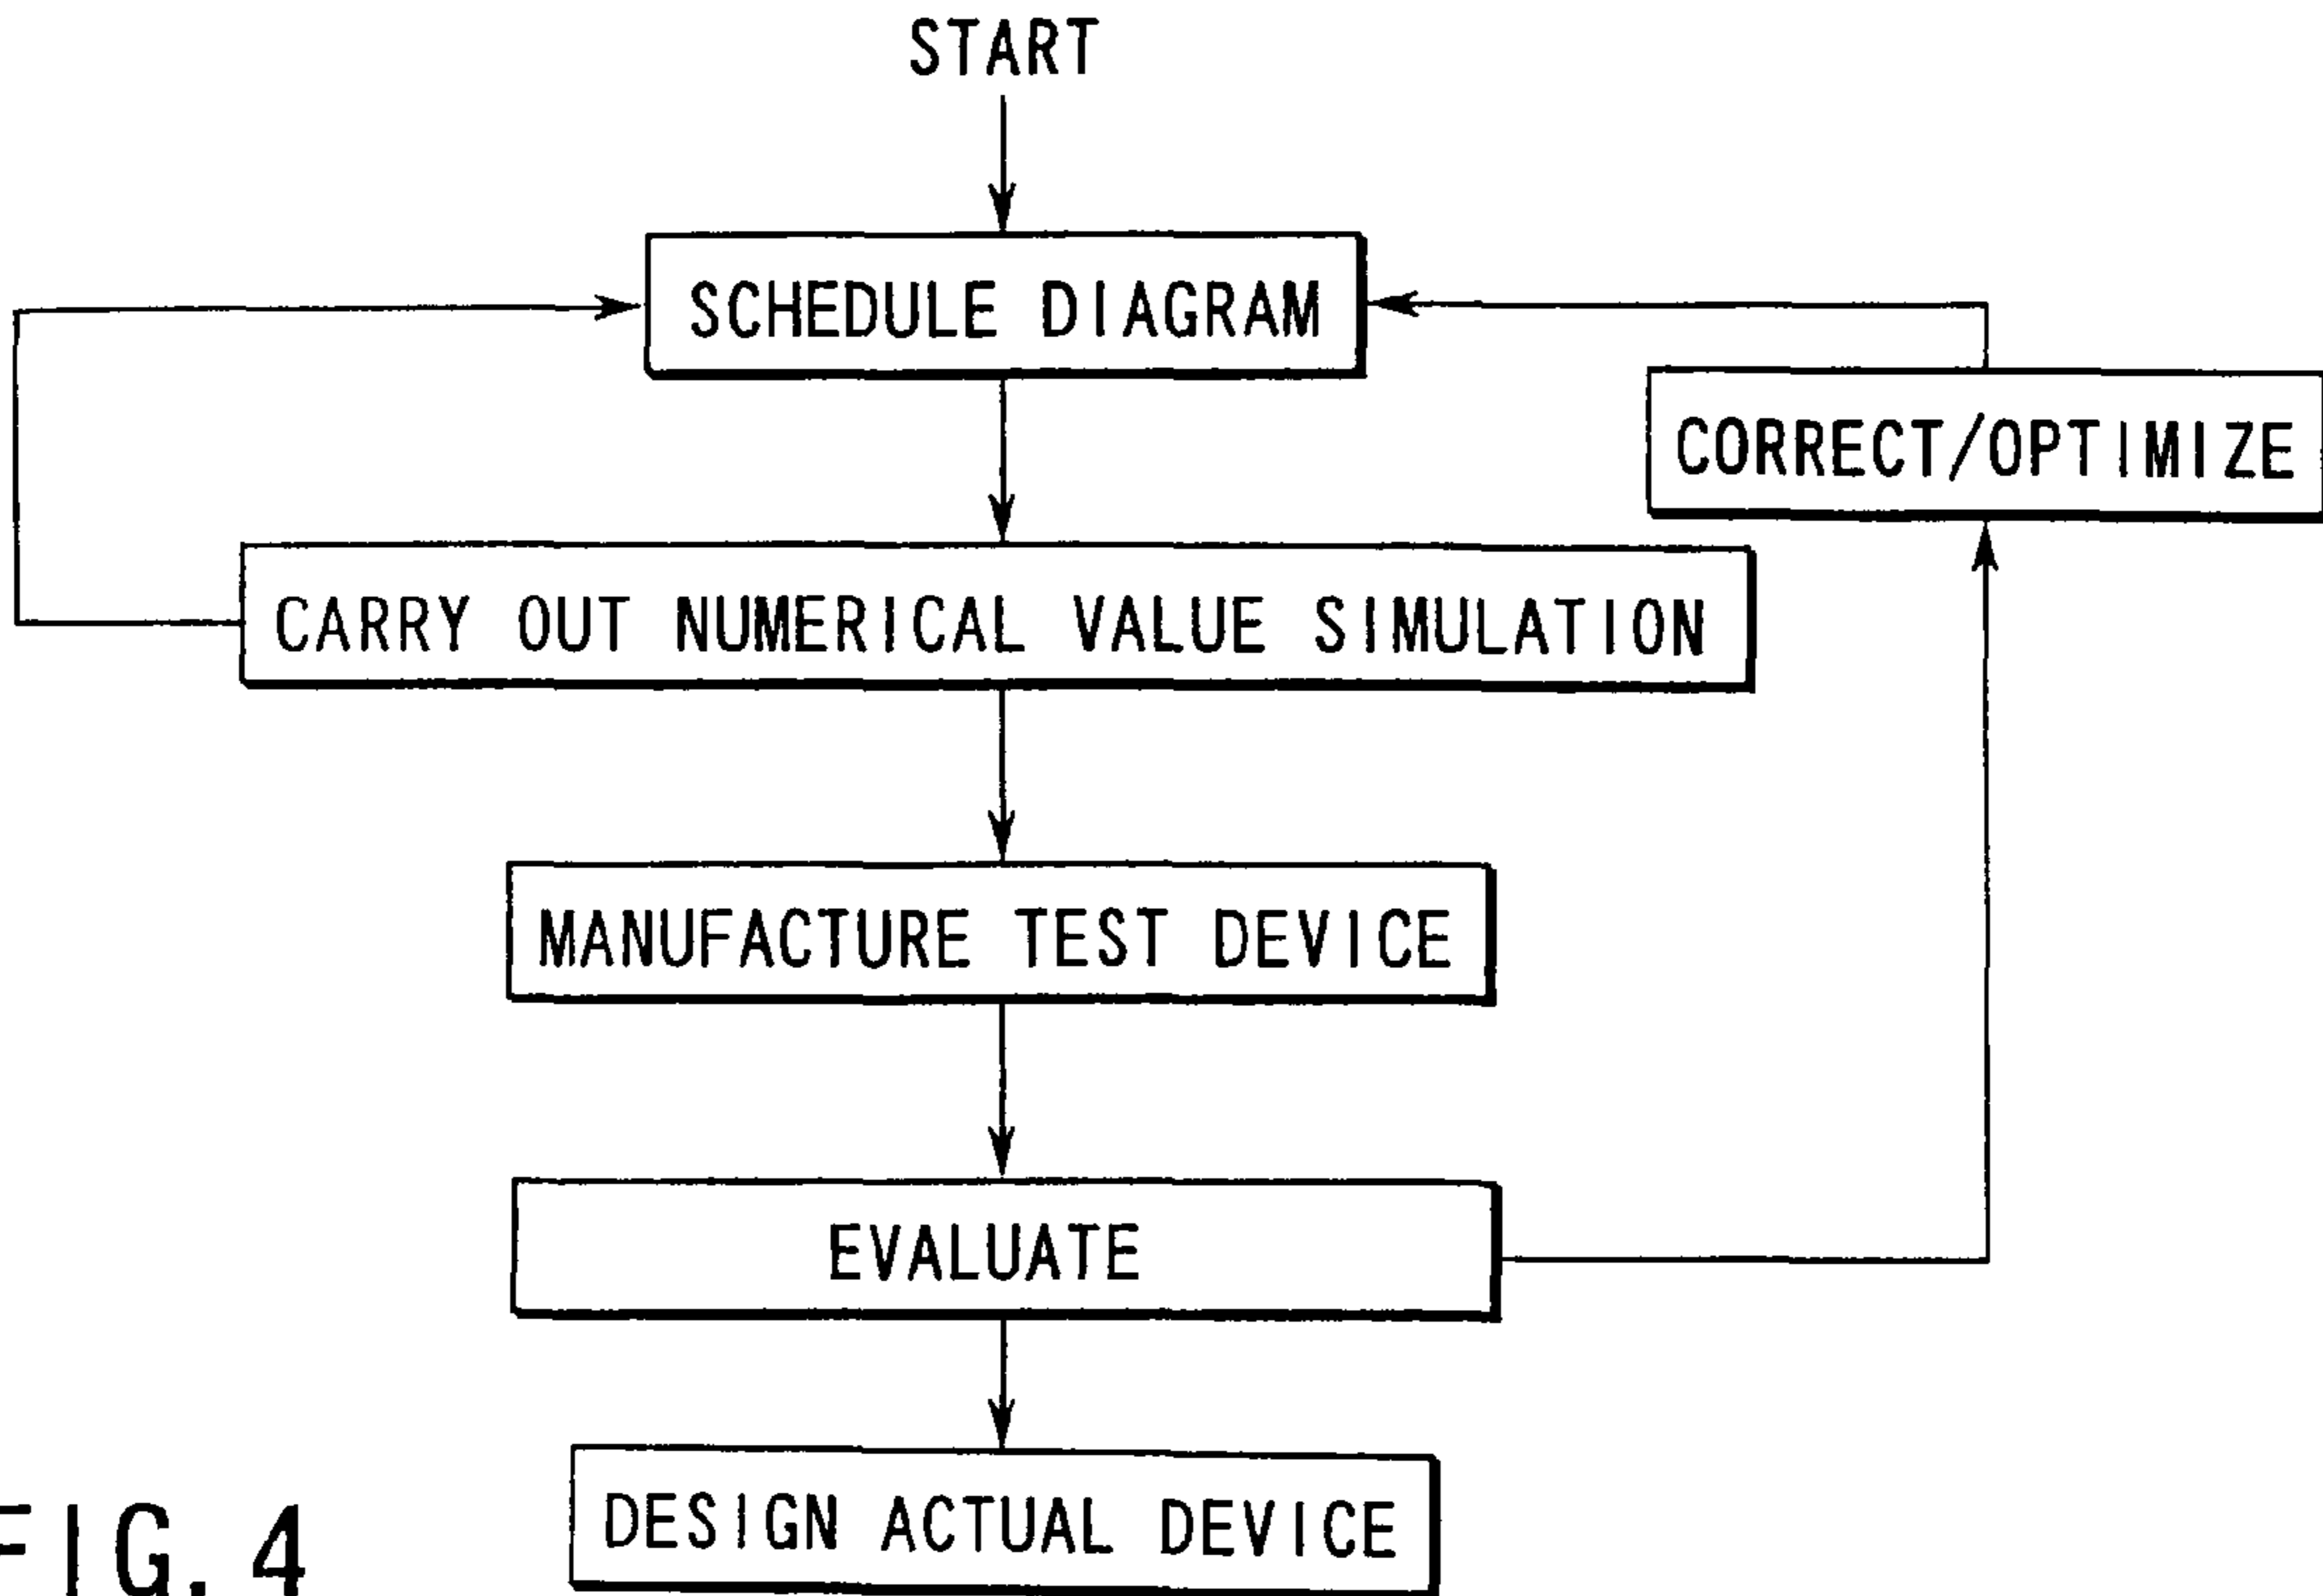 START
SCHEDULE DIAGRAM
CORRECT/OPTIMIZE
CARRY OUT NUMERICAL VALUE SIMULATION
MANUFACTURE TEST DEVICE
EVALUATE
DESIGN ACTUAL DEVICE
FIG. 4